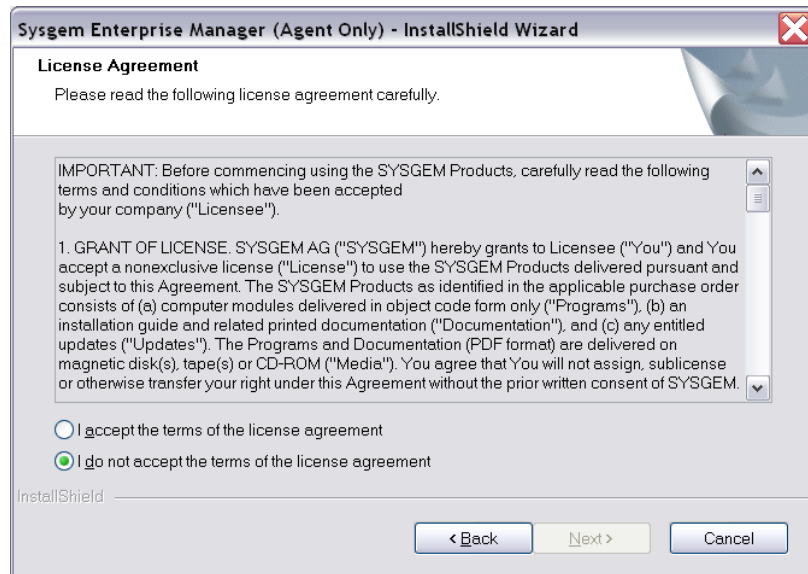 Sysgem Enterprise Manager (Agent Only) - InstallShield Wizard
License Agreement
Please read the following license agreement carefully.
IMPORTANT: Before commencing using the SYSGEM Products, carefully read the following
terms and conditions which have been accepted
by your company ("Licensee").
1. GRANT OF LICENSE. SYSGEM AG ("SYSGEM") hereby grants to Licensee ("You") and You
accept a nonexclusive license ("License") to use the SYSGEM Products delivered pursuant and
subject to this Agreement. The SYSGEM Products as identified in the applicable purchase order
consists of (a) computer modules delivered in object code form only ("Programs"), (b) an
installation guide and related printed documentation ("Documentation"), and (c) any entitled
updates ("Updates"). The Programs and Documentation (PDF format) are delivered on
magnetic disk(s), tape(s) or CD-ROM ("Media"). You agree that You will not assign, sublicense
or otherwise transfer your right under this Agreement without the prior written consent of SYSGEM.
I accept the terms of the license agreement
I do not accept the terms of the license agreement
InstallShield
< Back
Next >
Cancel